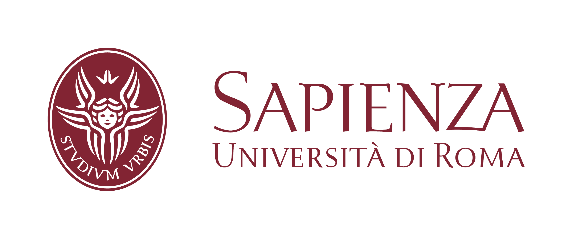 STVDIVM VRBIS
SAPIENZA
UNIVERSITÀ DI ROMA